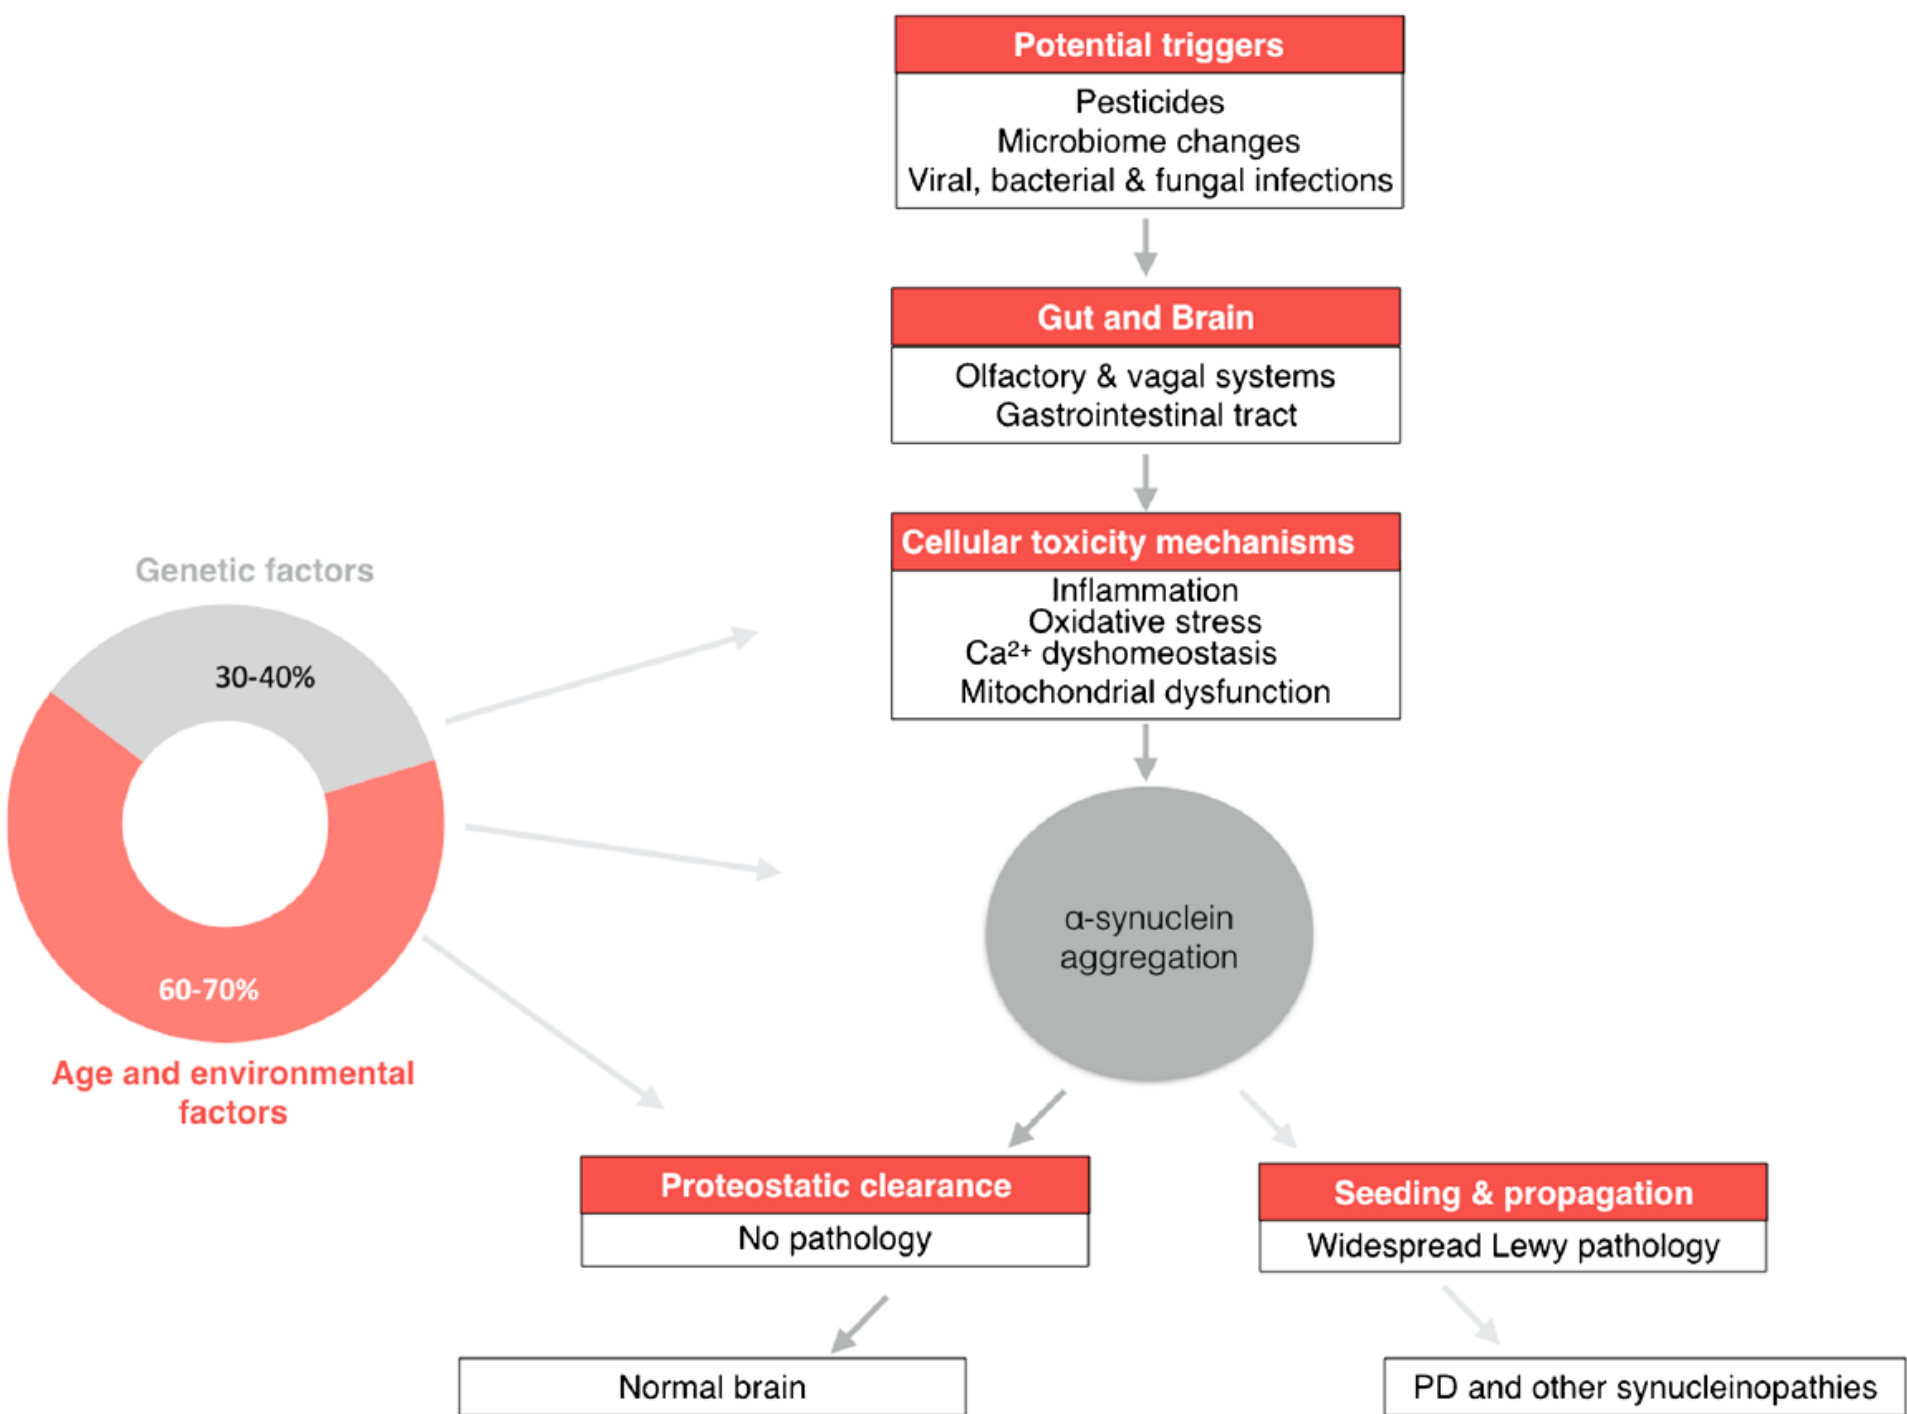 Potential triggers
Pesticides
Microbiome changes
Viral, bacterial & fungal infections
Gut and Brain
Olfactory & vagal systems
Gastrointestinal tract
Cellular toxicity mechanisms
Inflammation
Oxidative stress
Ca²⁺ dyshomeostasis
Mitochondrial dysfunction
Genetic factors
30-40%
60-70%
Age and environmental
factors
α-synuclein
aggregation
Proteostatic clearance
No pathology
Seeding & propagation
Widespread Lewy pathology
Normal brain
PD and other synucleinopathies